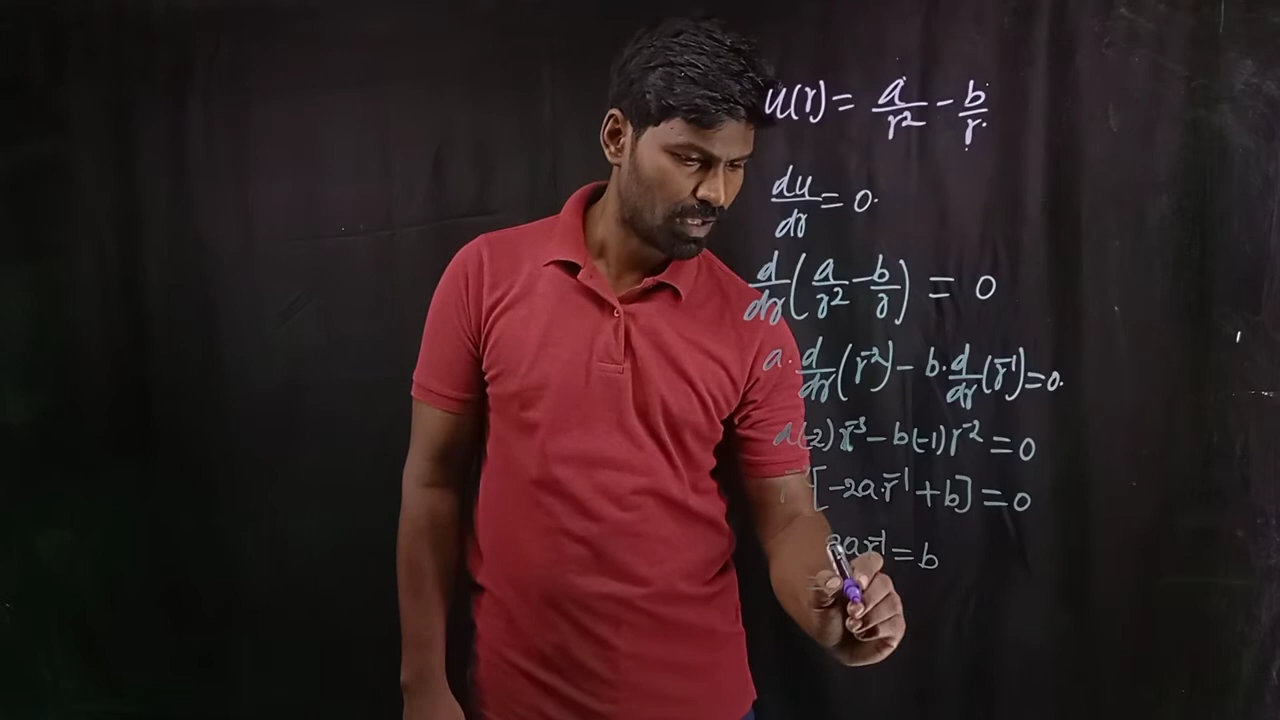 u(r) = a/r² - b/r
du/dr = 0
d/dr (a/r² - b/r) = 0
a · d/dr (r⁻²) - b · d/dr (r⁻¹) = 0
a(-2) r⁻³ - b(-1) r⁻² = 0
[-2a·r⁻¹ + b] = 0
2a r⁻¹ = b